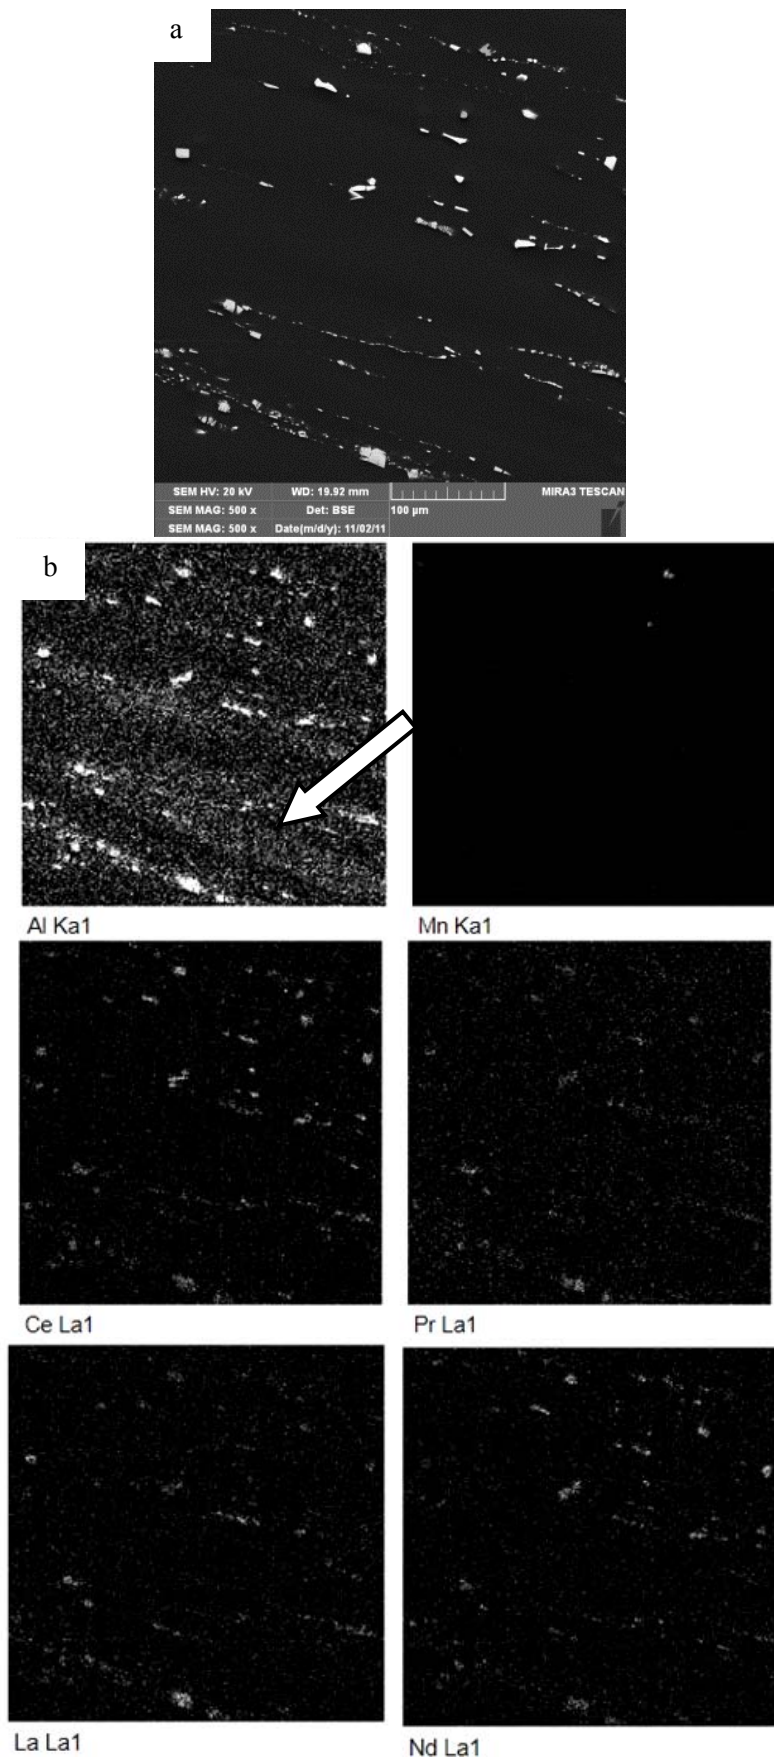 a
SEM HV: 20 kV WD: 19.92 mm MIRA3 TESCAN
SEM MAG: 500 x Det: BSE 100 µm
SEM MAG: 500 x Date(m/d/y): 11/02/11
b
Al Ka1 Mn Ka1
Ce La1 Pr La1
La La1 Nd La1